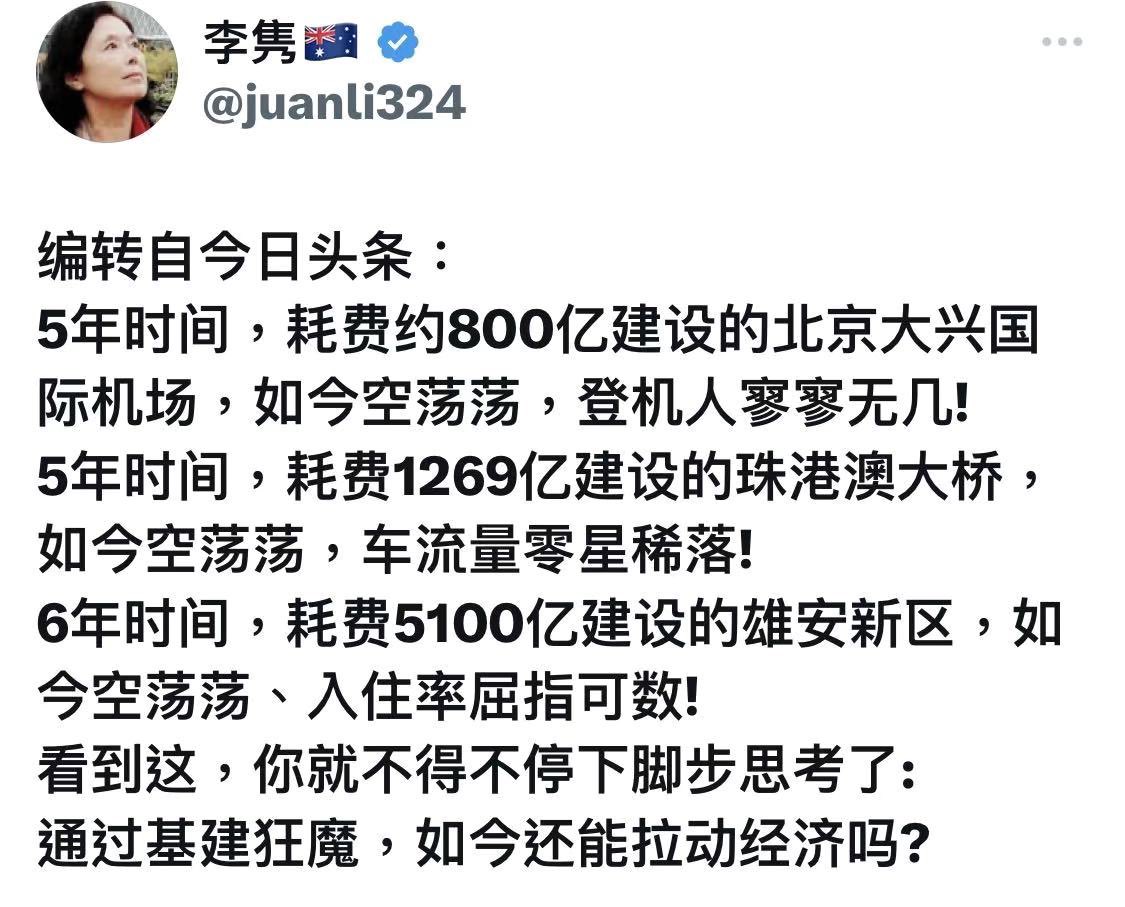 李隽🇦🇺
@juanli324
编转自今日头条：
5年时间，耗费约800亿建设的北京大兴国
际机场，如今空荡荡，登机人寥寥无几!
5年时间，耗费1269亿建设的珠港澳大桥，
如今空荡荡，车流量零星稀落!
6年时间，耗费5100亿建设的雄安新区，如
今空荡荡、入住率屈指可数!
看到这，你就不得不停下脚步思考了:
通过基建狂魔，如今还能拉动经济吗?